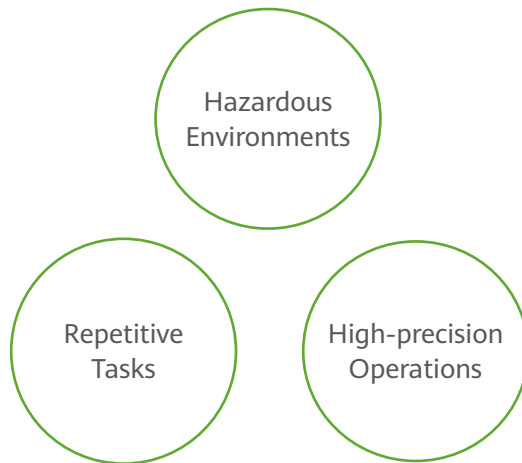 Hazardous
Environments
Repetitive
Tasks
High-precision
Operations